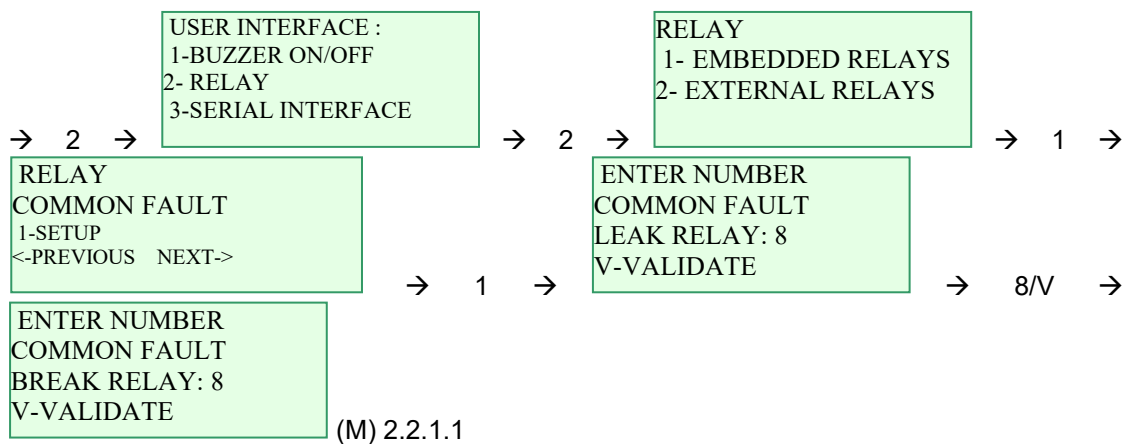 USER INTERFACE :
1-BUZZER ON/OFF
2- RELAY
3-SERIAL INTERFACE
→ 2 →
RELAY
1- EMBEDDED RELAYS
2- EXTERNAL RELAYS
→ 2 →
→ 1 →
RELAY
COMMON FAULT
1-SETUP
<-PREVIOUS NEXT->
→ 1 →
ENTER NUMBER
COMMON FAULT
LEAK RELAY: 8
V-VALIDATE
→ 8/V →
ENTER NUMBER
COMMON FAULT
BREAK RELAY: 8
V-VALIDATE
(M) 2.2.1.1